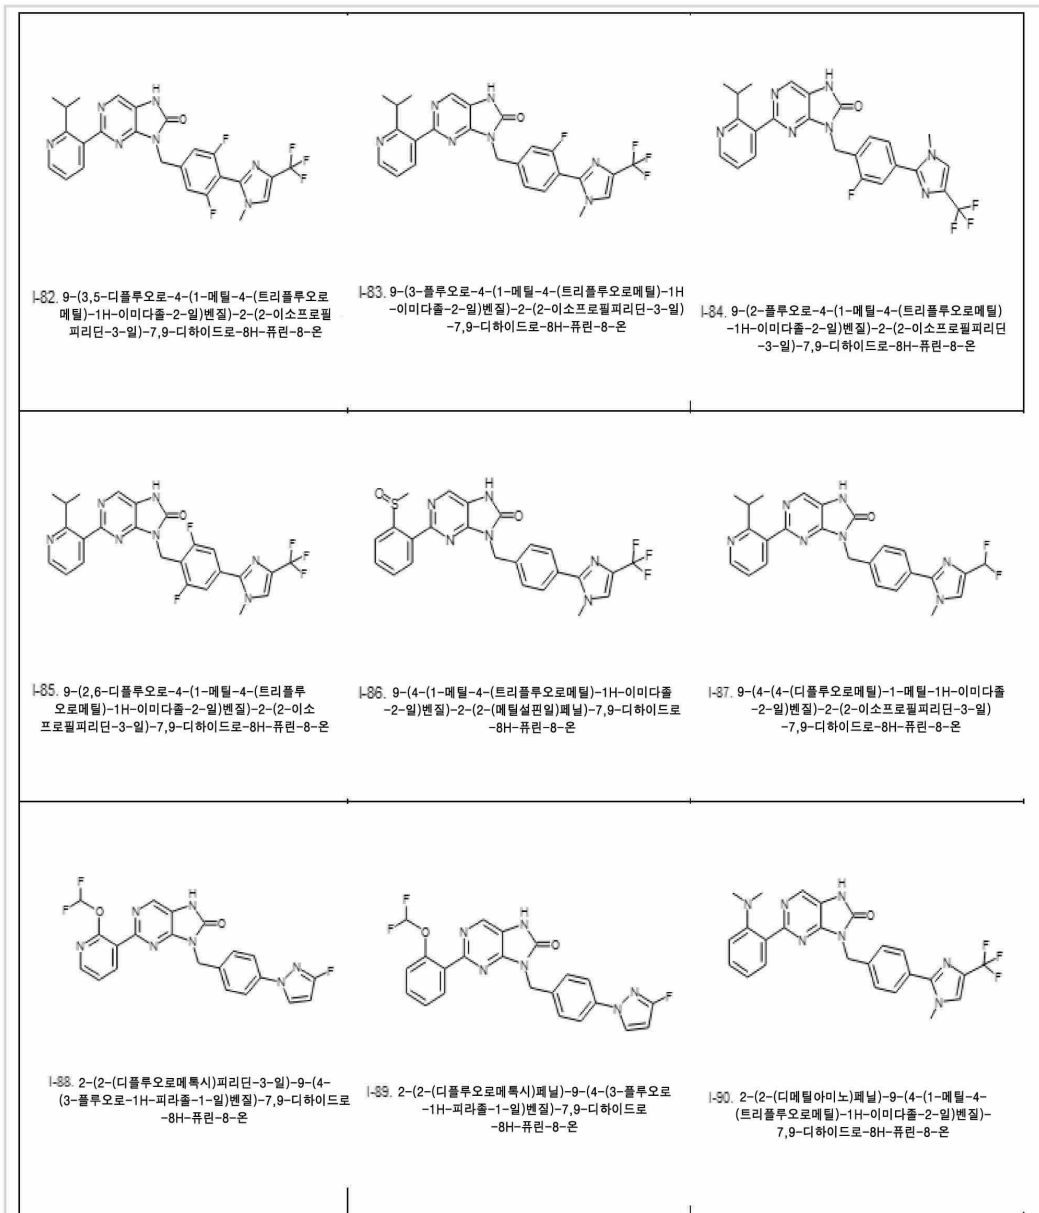 I-82. 9-(3,5-디플루오로-4-(1-메틸-4-(트리플루오로
메틸)-1H-이미다졸-2-일)벤질)-2-(2-이소프로필
피리딘-3-일)-7,9-디하이드로-8H-퓨린-8-온
I-83. 9-(3-플루오로-4-(1-메틸-4-(트리플루오로메틸)-1H
-이미다졸-2-일)벤질)-2-(2-이소프로필피리딘-3-일)
-7,9-디하이드로-8H-퓨린-8-온
I-84. 9-(2-플루오로-4-(1-메틸-4-(트리플루오로메틸)
-1H-이미다졸-2-일)벤질)-2-(2-이소프로필피리딘
-3-일)-7,9-디하이드로-8H-퓨린-8-온
I-85. 9-(2,6-디플루오로-4-(1-메틸-4-(트리플루
오로메틸)-1H-이미다졸-2-일)벤질)-2-(2-이소
프로필피리딘-3-일)-7,9-디하이드로-8H-퓨린-8-온
I-86. 9-(4-(1-메틸-4-(트리플루오로메틸)-1H-이미다졸
-2-일)벤질)-2-(2-(메틸설핀일)페닐)-7,9-디하이드로
-8H-퓨린-8-온
I-87. 9-(4-(4-(디플루오로메틸)-1-메틸-1H-이미다졸
-2-일)벤질)-2-(2-이소프로필피리딘-3-일)
-7,9-디하이드로-8H-퓨린-8-온
I-88. 2-(2-(디플루오로메톡시)피리딘-3-일)-9-(4-
(3-플루오로-1H-피라졸-1-일)벤질)-7,9-디하이드로
-8H-퓨린-8-온
I-89. 2-(2-(디플루오로메톡시)페닐)-9-(4-(3-플루오로
-1H-피라졸-1-일)벤질)-7,9-디하이드로
-8H-퓨린-8-온
I-90. 2-(2-(디메틸아미노)페닐)-9-(4-(1-메틸-4-
(트리플루오로메틸)-1H-이미다졸-2-일)벤질)-
7,9-디하이드로-8H-퓨린-8-온